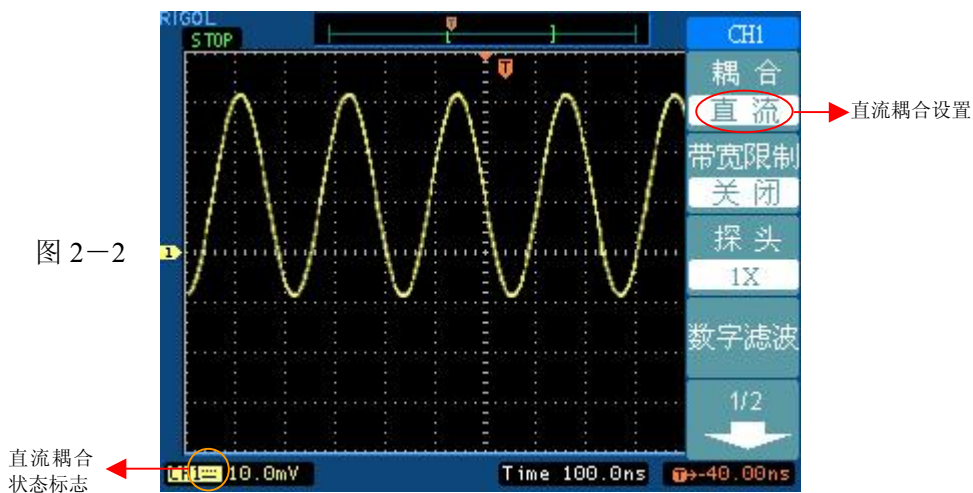 RIGOL
STOP
T
T
CH1
耦 合
直 流
直流耦合设置
带宽限制
关 闭
探 头
1X
图 2－2
1
数字滤波
1/2
直流耦合
状态标志
CH1 10.0mV
Time 100.0ns
T→-40.00ns